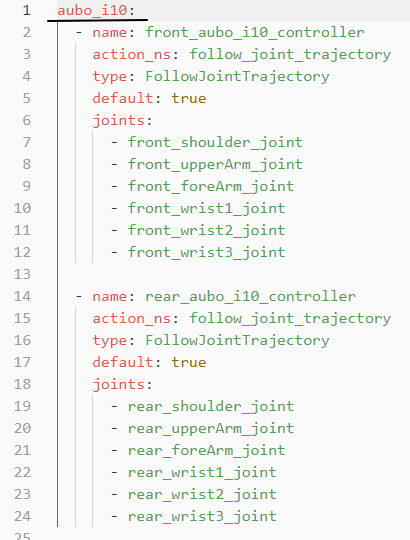 1 aubo_i10:
2 - name: front_aubo_i10_controller
3 action_ns: follow_joint_trajectory
4 type: FollowJointTrajectory
5 default: true
6 joints:
7 - front_shoulder_joint
8 - front_upperArm_joint
9 - front_foreArm_joint
10 - front_wrist1_joint
11 - front_wrist2_joint
12 - front_wrist3_joint
13
14 - name: rear_aubo_i10_controller
15 action_ns: follow_joint_trajectory
16 type: FollowJointTrajectory
17 default: true
18 joints:
19 - rear_shoulder_joint
20 - rear_upperArm_joint
21 - rear_foreArm_joint
22 - rear_wrist1_joint
23 - rear_wrist2_joint
24 - rear_wrist3_joint
25